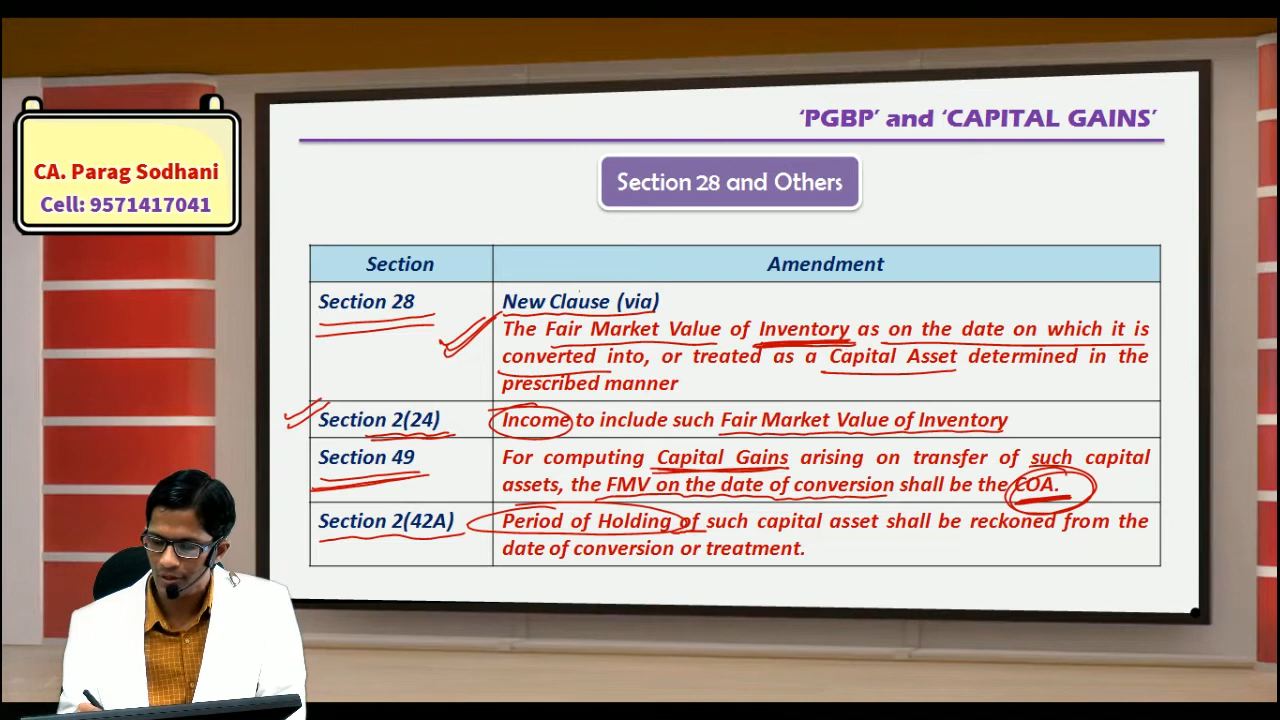 CA. Parag Sodhani
Cell: 9571417041
‘PGBP’ and ‘CAPITAL GAINS’
Section 28 and Others
Section
Amendment
Section 28
New Clause (via)
The Fair Market Value of Inventory as on the date on which it is
converted into, or treated as a Capital Asset determined in the
prescribed manner
Section 2(24)
Income to include such Fair Market Value of Inventory
Section 49
For computing Capital Gains arising on transfer of such capital
assets, the FMV on the date of conversion shall be the COA.
Section 2(42A)
Period of Holding of such capital asset shall be reckoned from the
date of conversion or treatment.